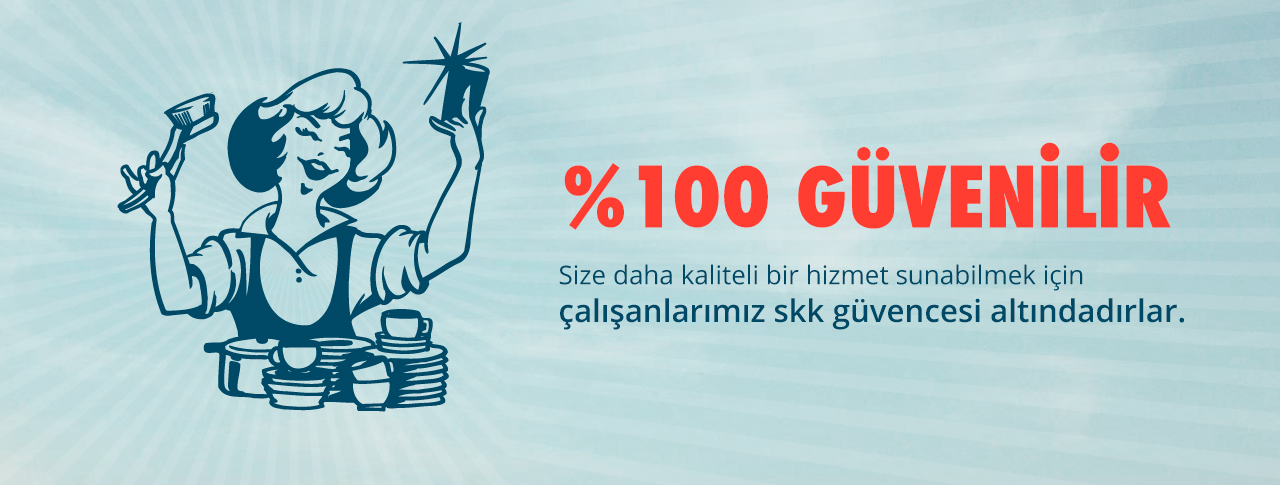 %100 GÜVENİLİR
Size daha kaliteli bir hizmet sunabilmek için
çalışanlarımız skk güvencesi altındadırlar.